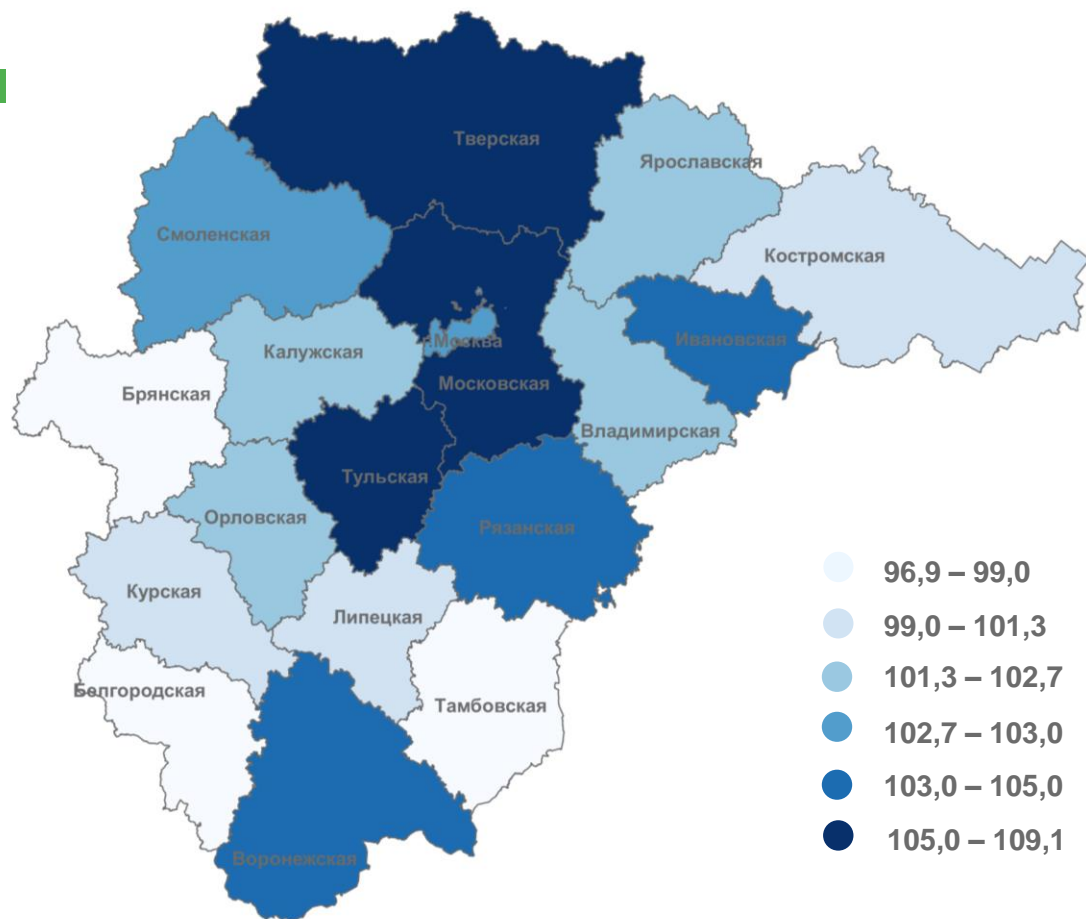 Тверская
Ярославская
Смоленская
Костромская
Ивановская
Москва
Калужская
Московская
Брянская
Владимирская
Тульская
Орловская
Рязанская
Курская
Липецкая
Белгородская
Тамбовская
Воронежская
96,9 – 99,0
99,0 – 101,3
101,3 – 102,7
102,7 – 103,0
103,0 – 105,0
105,0 – 109,1